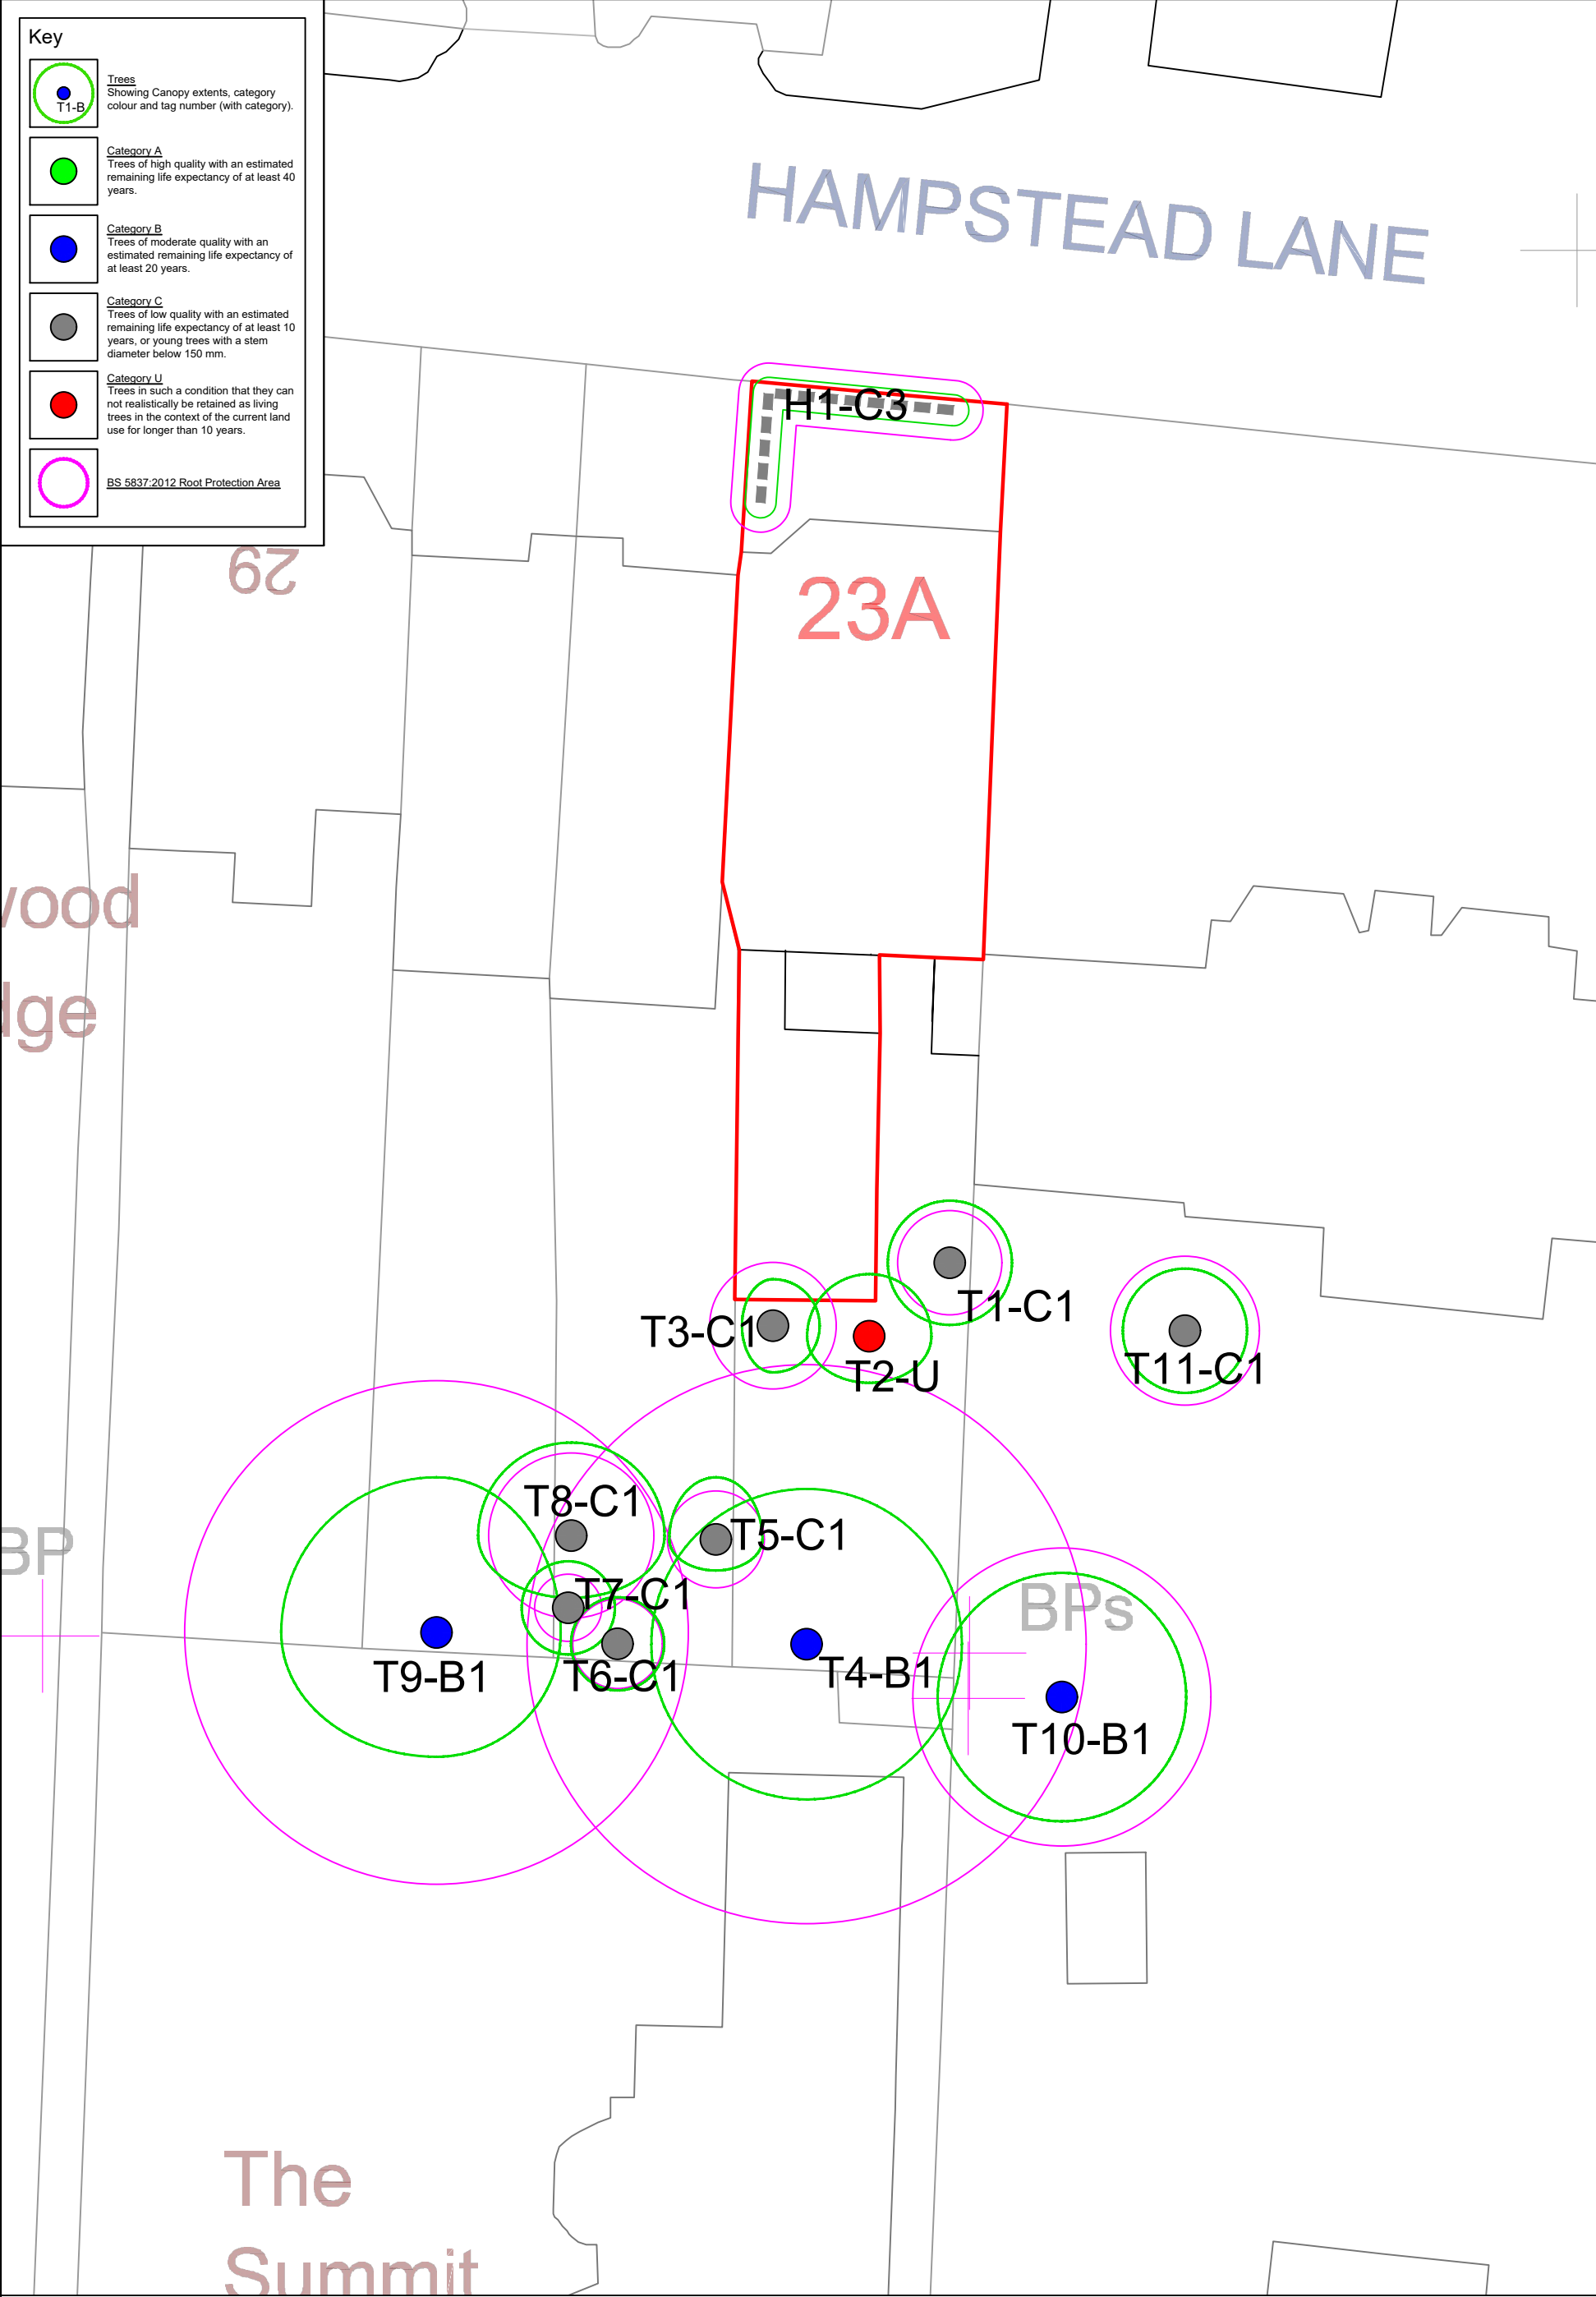 Key
Trees
Showing Canopy extents, category
colour and tag number (with category).
T1-B
Category A
Trees of high quality with an estimated
remaining life expectancy of at least 40
years.
Category B
Trees of moderate quality with an
estimated remaining life expectancy of
at least 20 years.
Category C
Trees of low quality with an estimated
remaining life expectancy of at least 10
years, or young trees with a stem
diameter below 150 mm.
Category U
Trees in such a condition that they can
not realistically be retained as living
trees in the context of the current land
use for longer than 10 years.
BS 5837:2012 Root Protection Area
HAMPSTEAD LANE
H1-C3
29
23A
wood
dge
T1-C1
T3-C1
T2-U
T11-C1
T8-C1
T5-C1
BP
T7-C1
BPs
T9-B1
T6-C1
T4-B1
T10-B1
The
Summit